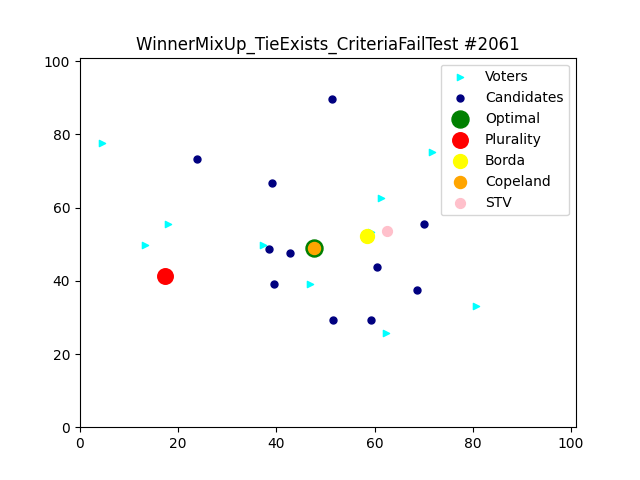 WinnerMixUp_TieExists_CriteriaFailTest #2061
100
80
60
40
20
0
0
20
40
60
80
100
Voters
Candidates
Optimal
Plurality
Borda
Copeland
STV